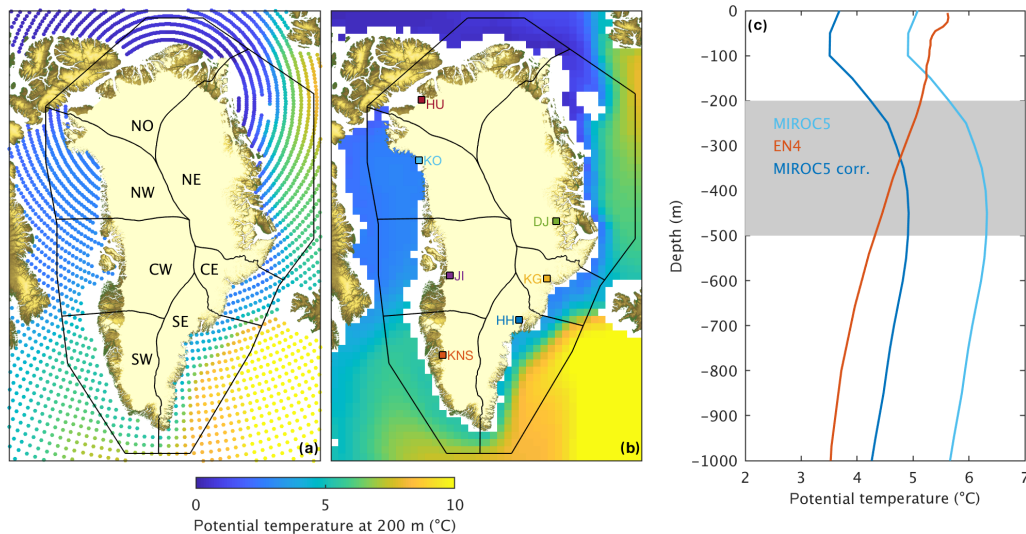 NO
NE
NW
CW
CE
SE
SW
(a)
HU
KO
DJ
JI
KG
HH
KNS
(b)
0
5
10
Potential temperature at 200 m (°C)
(c)
0
-100
-200
-300
-400
-500
-600
-700
-800
-900
-1000
Depth (m)
MIROC5
EN4
MIROC5 corr.
2
3
4
5
6
7
Potential temperature (°C)